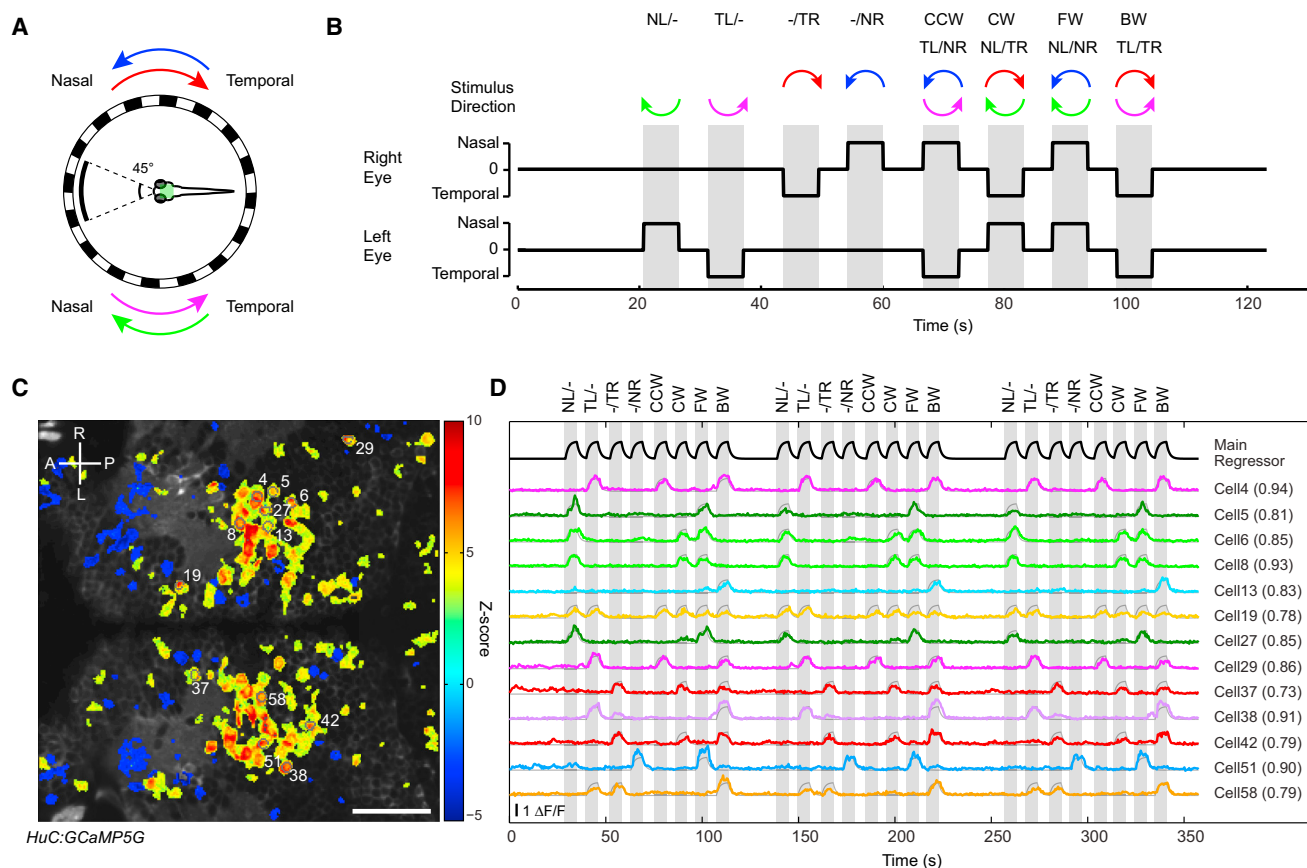 A
Nasal
Temporal
45°
Nasal
Temporal
B
NL/- TL/- -/TR -/NR CCW CW FW BW
TL/NR NL/TR NL/NR TL/TR
Stimulus
Direction
Right
Eye
Nasal
0
Temporal
Left
Eye
Nasal
0
Temporal
0 20 40 60 80 100 120
Time (s)
C
R
A P
L
29
4 5
6
27
8 13
19
37
58
42
51
38
10
5
0
−5
Z-score
HuC:GCaMP5G
D
NL/- TL/- -/TR -/NR CCW CW FW BW NL/- TL/- -/TR -/NR CCW CW FW BW NL/- TL/- -/TR -/NR CCW CW FW BW
Main
Regressor
Cell4 (0.94)
Cell5 (0.81)
Cell6 (0.85)
Cell8 (0.93)
Cell13 (0.83)
Cell19 (0.78)
Cell27 (0.85)
Cell29 (0.86)
Cell37 (0.73)
Cell38 (0.91)
Cell42 (0.79)
Cell51 (0.90)
Cell58 (0.79)
1 ΔF/F
0 50 100 150 200 250 300 350
Time (s)